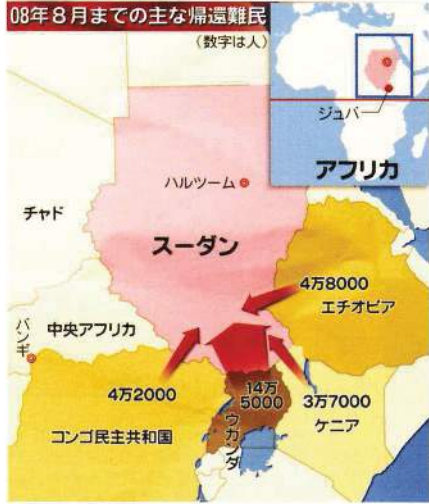 08年8月までの主な帰還難民
(数字は人)
ジュバ
アフリカ
ハルツーム
チャド
スーダン
4万8000
エチオピア
バンギ
中央アフリカ
4万2000
14万
5000
3万7000
ケニア
ウガンダ
コンゴ民主共和国